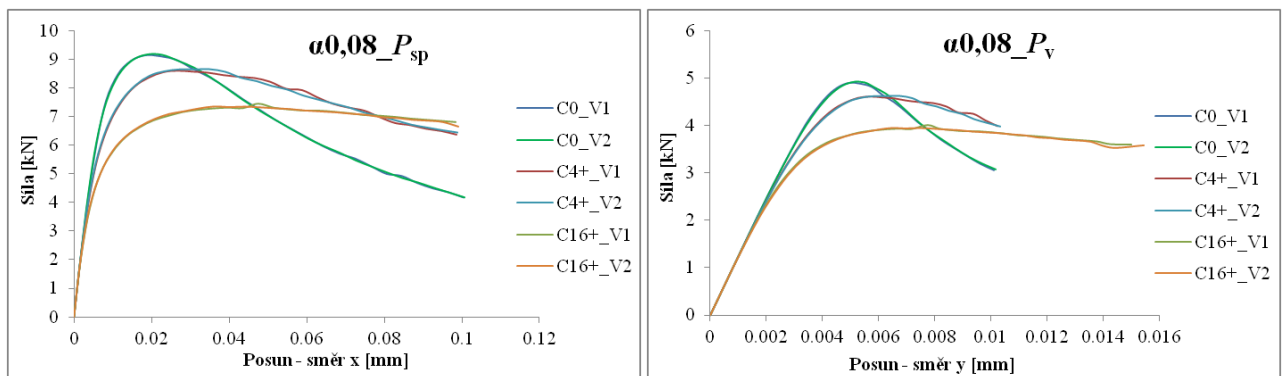 α0,08_Psp
Síla [kN]
10
9
8
7
6
5
4
3
2
1
0
0 0.02 0.04 0.06 0.08 0.1 0.12
Posun - směr x [mm]
C0_V1
C0_V2
C4+_V1
C4+_V2
C16+_V1
C16+_V2
α0,08_Pv
Síla [kN]
6
5
4
3
2
1
0
0 0.002 0.004 0.006 0.008 0.01 0.012 0.014 0.016
Posun - směr y [mm]
C0_V1
C0_V2
C4+_V1
C4+_V2
C16+_V1
C16+_V2